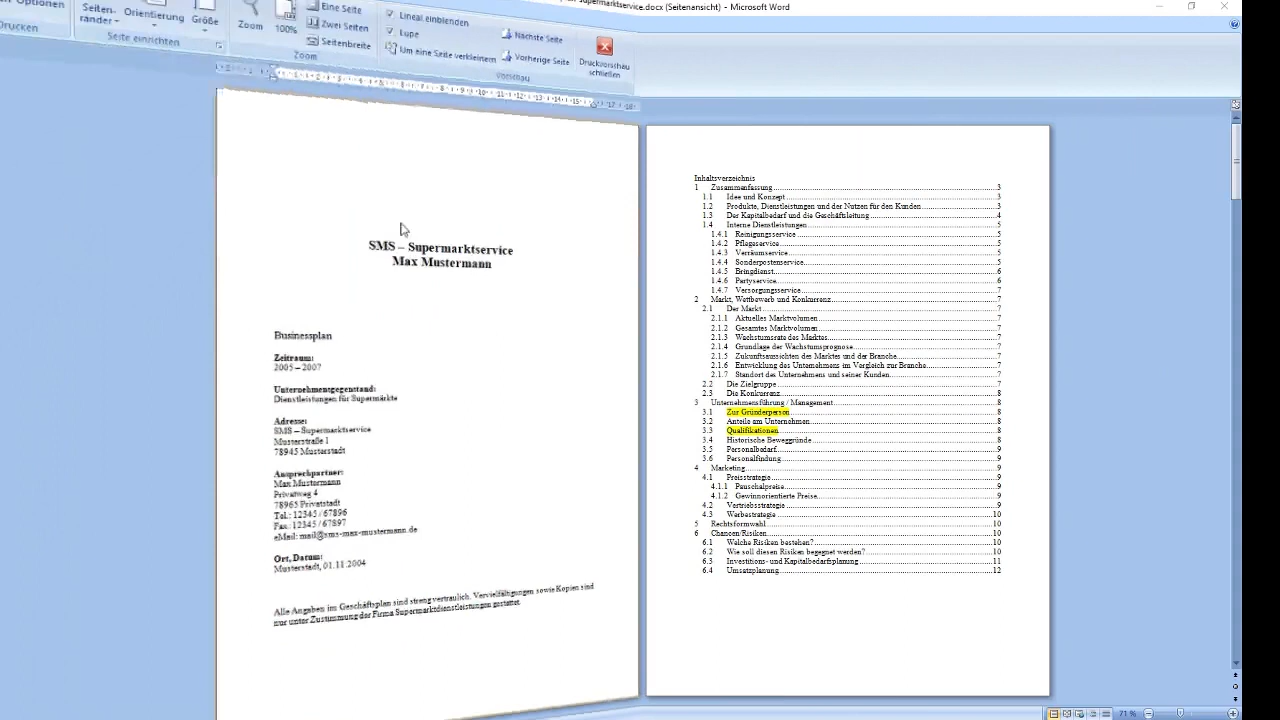 Supermarktservice.docx (Seitenansicht) - Microsoft Word
Optionen
Drucken
Seiten-
ränder
Orientierung
Größe
Seite einrichten
Zoom
100%
Eine Seite
Zwei Seiten
Seitenbreite
Zoom
Lineal einblenden
Lupe
Um eine Seite verkleinern
Nächste Seite
Vorherige Seite
Vorschau
Druckvorschau
schließen
SMS – Supermarktservice
Max Mustermann
Businessplan
Zeitraum:
2005 – 2007
Unternehmentgegenstand:
Dienstleistungen für Supermärkte
Adresse:
SMS – Supermarktservice
Musterstraße 1
78945 Musterstadt
Ansprechpartner:
Max Mustermann
Privatweg 4
78965 Privatstadt
Tel.: 12345 / 67896
Fax.: 12345 / 67897
eMail: mail@sms-max-mustermann.de
Ort, Datum:
Musterstadt, 01.11.2004
Alle Angaben im Geschäftsplan sind streng vertraulich. Vervielfältigungen sowie Kopien sind
nur unter Zustimmung der Firma Supermarktdienstleistungen gestattet.
Inhaltsverzeichnis
1 Zusammenfassung 3
1.1 Idee und Konzept 3
1.2 Produkte, Dienstleistungen und der Nutzen für den Kunden 3
1.3 Der Kapitalbedarf und die Geschäftsleitung 4
1.4 Interne Dienstleistungen 5
1.4.1 Reinigungsservice 5
1.4.2 Pflegeservice 5
1.4.3 Verräumservice 5
1.4.4 Sonderpostenservice 5
1.4.5 Bringdienst 6
1.4.6 Partyservice 6
1.4.7 Versorgungsservice 7
2 Markt, Wettbewerb und Konkurrenz 7
2.1 Der Markt 7
2.1.1 Aktuelles Marktvolumen 7
2.1.2 Gesamtes Marktvolumen 7
2.1.3 Wachstumsrate des Marktes 7
2.1.4 Grundlage der Wachstumsprognose 7
2.1.5 Zukunftsaussichten des Marktes und der Branche 7
2.1.6 Entwicklung des Unternehmens im Vergleich zur Branche 7
2.1.7 Standort des Unternehmens und seiner Kunden 7
2.2 Die Zielgruppe 7
2.3 Die Konkurrenz 8
3 Unternehmensführung / Management 8
3.1 Zur Gründerperson 8
3.2 Anteile am Unternehmen 8
3.3 Qualifikationen 8
3.4 Historische Beweggründe 8
3.5 Personalbedarf 9
3.6 Personalfindung 9
4 Marketing 9
4.1 Preisstrategie 9
4.1.1 Pauschalpreise 9
4.1.2 Gewinnorientierte Preise 9
4.2 Vertriebsstrategie 9
4.3 Werbestrategie 10
5 Rechtsformwahl 10
6 Chancen/Risiken 10
6.1 Welche Risiken bestehen? 10
6.2 Wie soll diesen Risiken begegnet werden? 10
6.3 Investitions- und Kapitalbedarfsplanung 11
6.4 Umsatzplanung 12
71 %